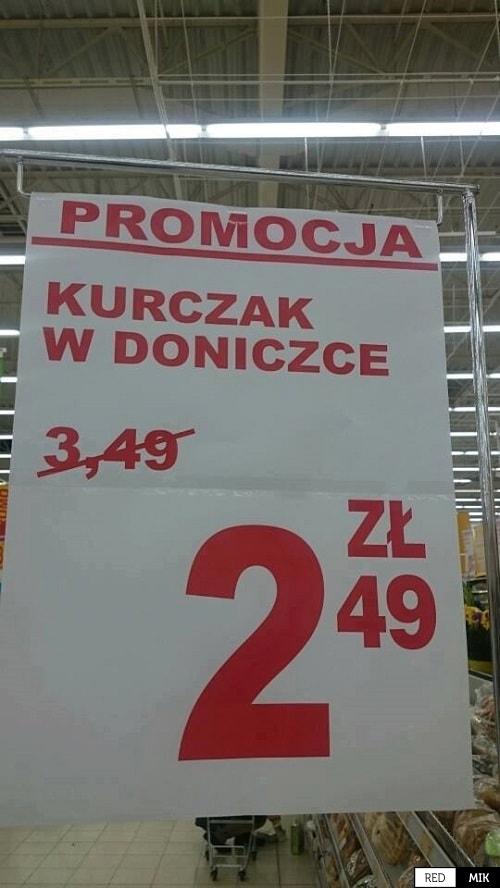 PROMOCJA
KURCZAK
W DONICZCE
3,49
ZŁ
2 49
RED MIK